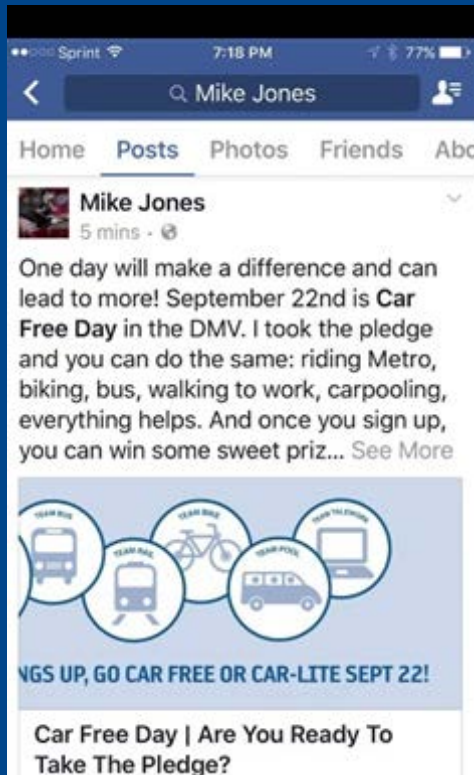 Sprint 7:18 PM 77%
Mike Jones
Home Posts Photos Friends Abo
Mike Jones
5 mins ·
One day will make a difference and can
lead to more! September 22nd is Car
Free Day in the DMV. I took the pledge
and you can do the same: riding Metro,
biking, bus, walking to work, carpooling,
everything helps. And once you sign up,
you can win some sweet priz... See More
TEAM BUS TEAM RAIL TEAM BIKE TEAM POOL TEAM TELEWORK
NGS UP, GO CAR FREE OR CAR-LITE SEPT 22!
Car Free Day | Are You Ready To
Take The Pledge?